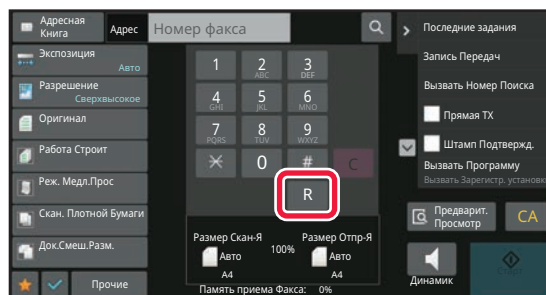 Адресная
Книга
Адрес
Номер факса
Последние задания
Экспозиция
Авто
Разрешение
Сверхвысокое
Оригинал
Работа Строит
Реж. Медл.Прос
Скан. Плотной Бумаги
Док.Смеш.Разм.
Прочие
1
2
ABC
3
DEF
4
GHI
5
JKL
6
MNO
7
PQRS
8
TUV
9
WXYZ
0
#
C
R
Размер Скан-Я
100%
Размер Отпр-Я
Авто
A4
Авто
A4
Память приема Факса: 0%
Запись Передач
Вызвать Номер Поиска
Прямая TX
Штамп Подтвержд.
Вызвать Программу
Вызвать Зарегистр. установк
Предварит.
Просмотр
CA
Динамик